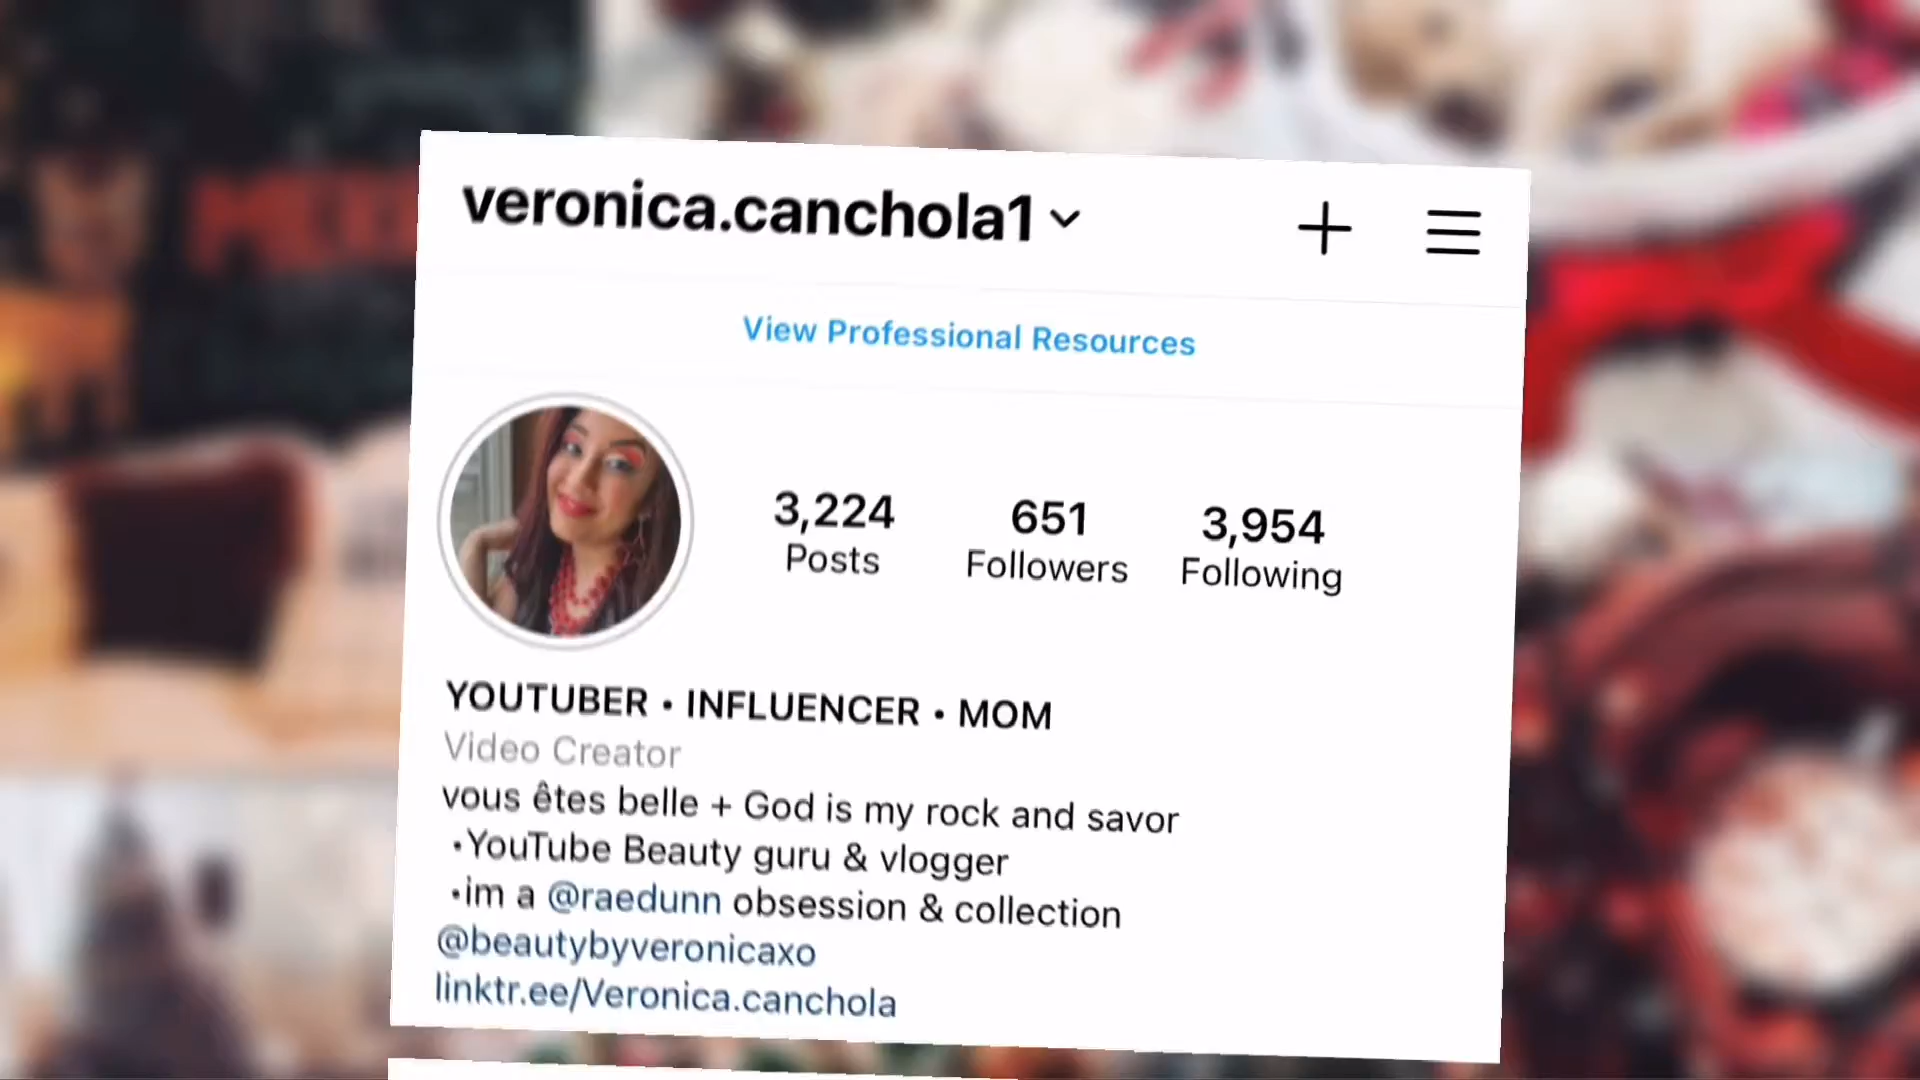 veronica.canchola1
View Professional Resources
3,224 651 3,954
Posts Followers Following
YOUTUBER • INFLUENCER • MOM
Video Creator
vous êtes belle + God is my rock and savor
•YouTube Beauty guru & vlogger
•im a @raedunn obsession & collection
@beautybyveronicaxo
linktr.ee/Veronica.canchola